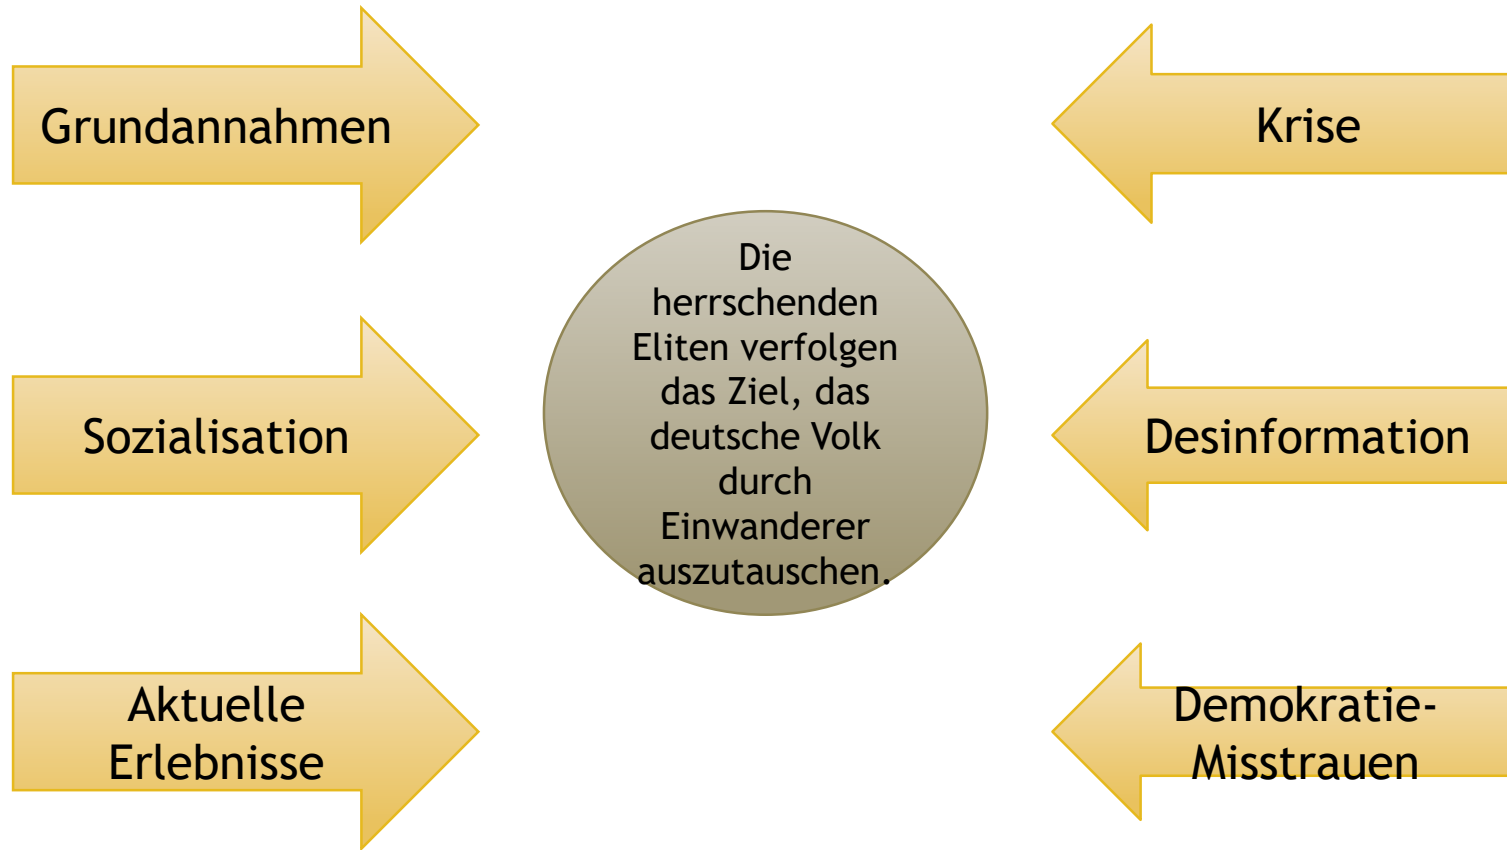 Grundannahmen
Krise
Die
herrschenden
Eliten verfolgen
das Ziel, das
deutsche Volk
durch
Einwanderer
auszutauschen.
Sozialisation
Desinformation
Aktuelle
Erlebnisse
Demokratie-
Misstrauen